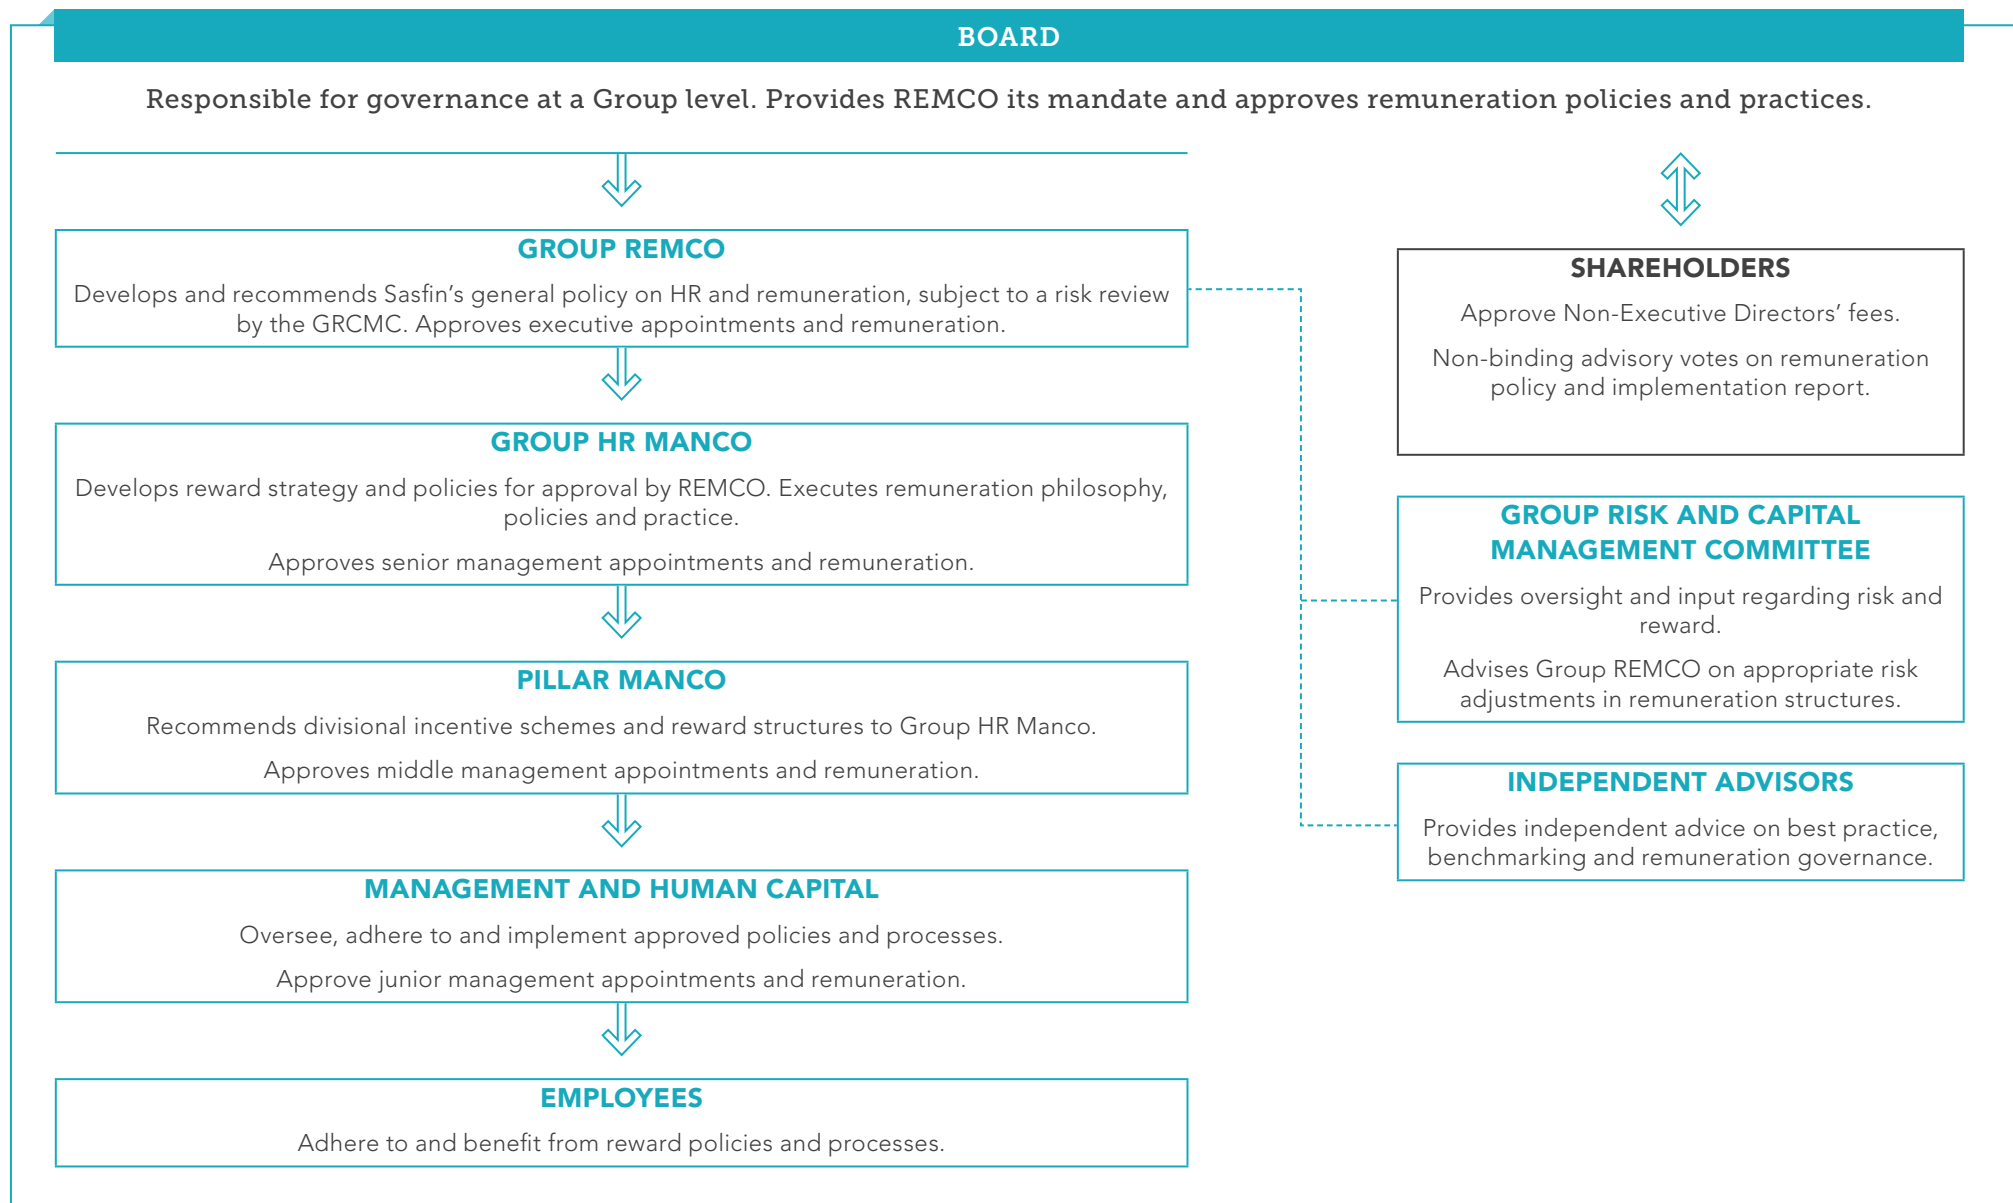 BOARD
Responsible for governance at a Group level. Provides REMCO its mandate and approves remuneration policies and practices.
GROUP REMCO
Develops and recommends Sasfin’s general policy on HR and remuneration, subject to a risk review
by the GRCMC. Approves executive appointments and remuneration.
GROUP HR MANCO
Develops reward strategy and policies for approval by REMCO. Executes remuneration philosophy,
policies and practice.
Approves senior management appointments and remuneration.
PILLAR MANCO
Recommends divisional incentive schemes and reward structures to Group HR Manco.
Approves middle management appointments and remuneration.
MANAGEMENT AND HUMAN CAPITAL
Oversee, adhere to and implement approved policies and processes.
Approve junior management appointments and remuneration.
EMPLOYEES
Adhere to and benefit from reward policies and processes.
SHAREHOLDERS
Approve Non-Executive Directors’ fees.
Non-binding advisory votes on remuneration
policy and implementation report.
GROUP RISK AND CAPITAL
MANAGEMENT COMMITTEE
Provides oversight and input regarding risk and
reward.
Advises Group REMCO on appropriate risk
adjustments in remuneration structures.
INDEPENDENT ADVISORS
Provides independent advice on best practice,
benchmarking and remuneration governance.